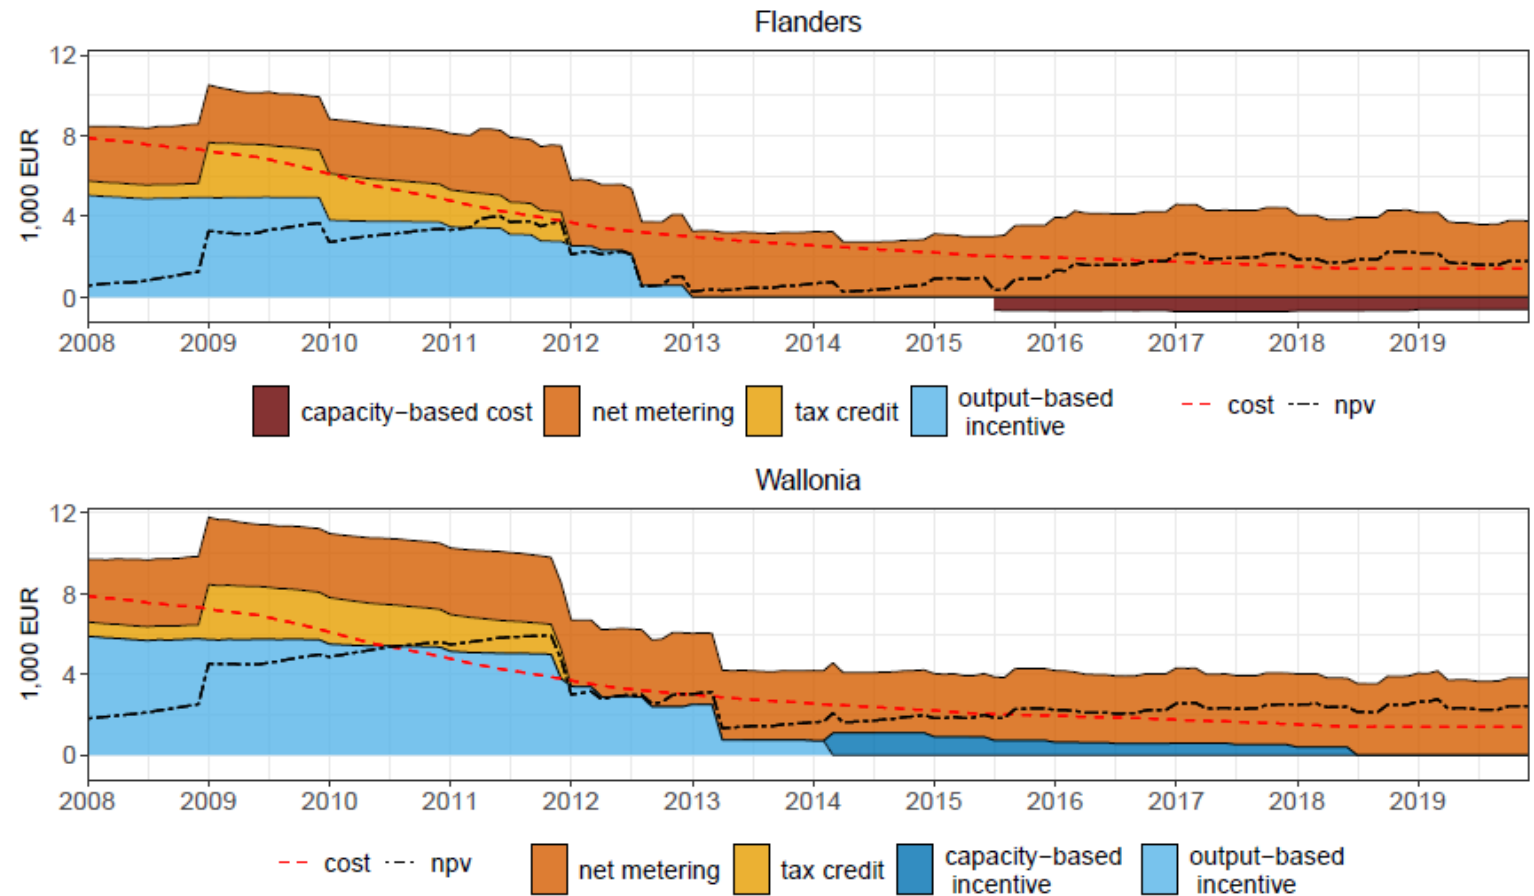 Flanders
12
8
4
0
1,000 EUR
2008 2009 2010 2011 2012 2013 2014 2015 2016 2017 2018 2019
capacity−based cost net metering tax credit output−based
incentive
cost npv
Wallonia
12
8
4
0
1,000 EUR
2008 2009 2010 2011 2012 2013 2014 2015 2016 2017 2018 2019
cost npv
net metering tax credit capacity−based
incentive
output−based
incentive